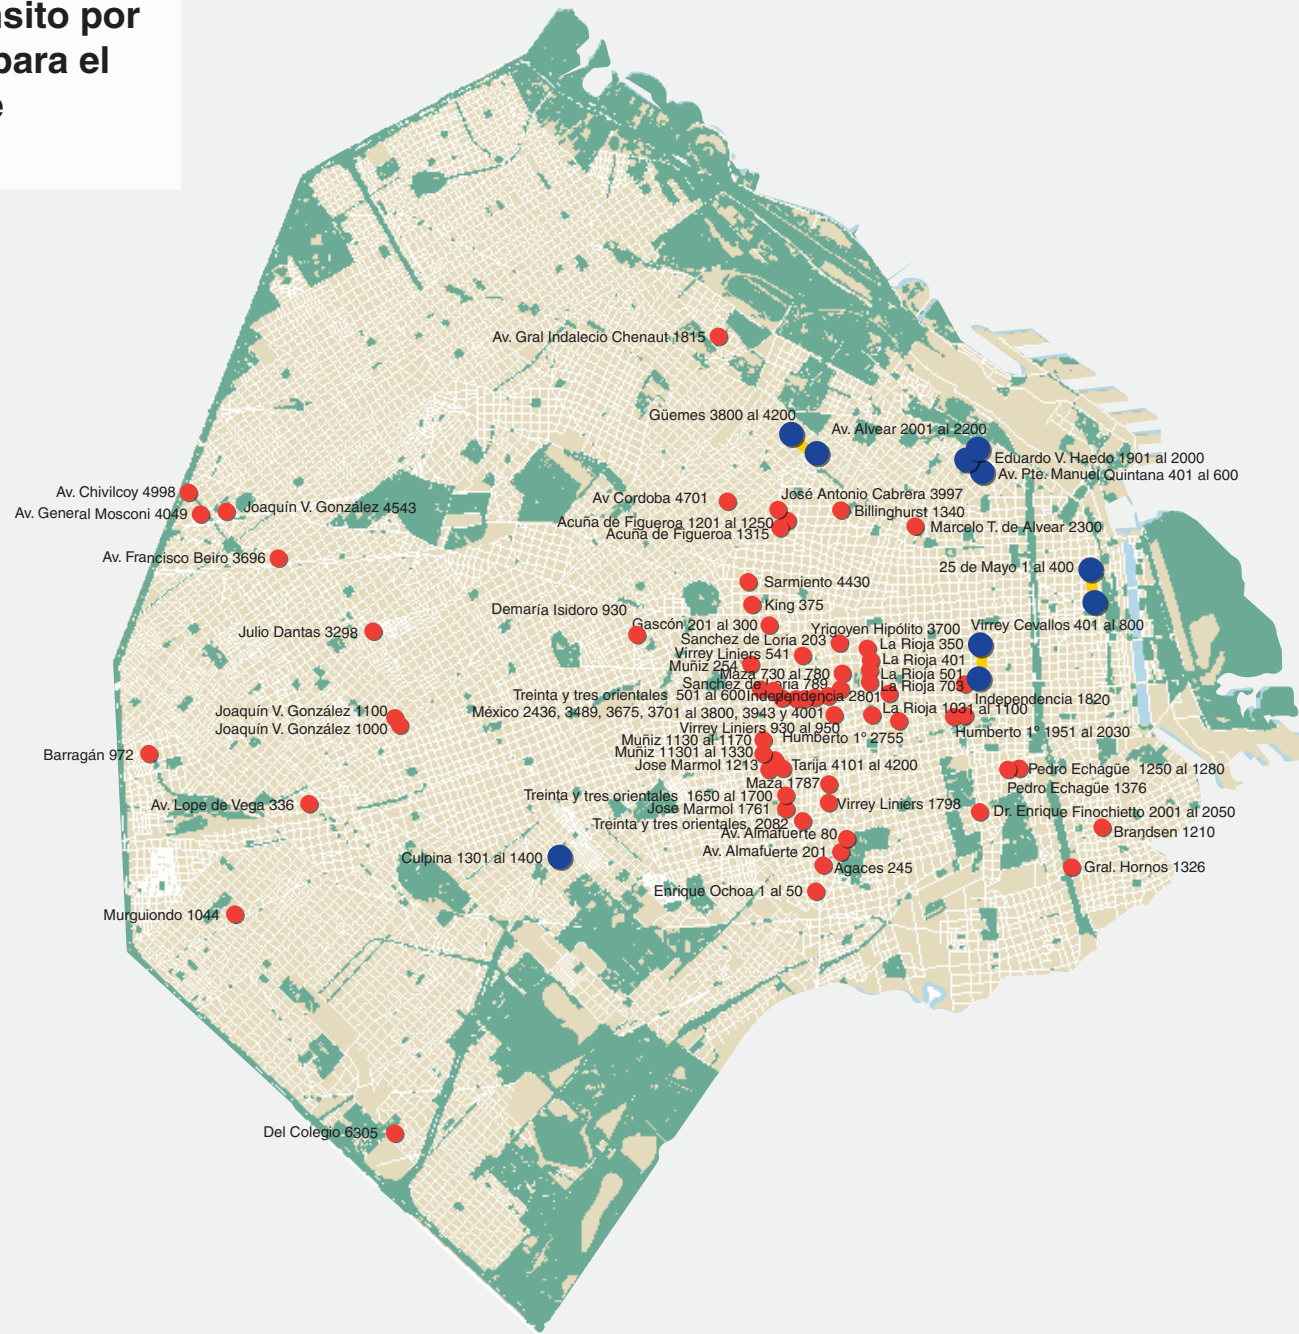 nsito por
para el
e
Av. Gral Indalecio Chenaut 1815
Güemes 3800 al 4200
Av. Alvear 2001 al 2200
Eduardo V. Haedo 1901 al 2000
Av. Pte. Manuel Quintana 401 al 600
Av. Chivilcoy 4998
Av. General Mosconi 4049
Joaquín V. González 4543
Av Cordoba 4701
José Antonio Cabrera 3997
Billinghurst 1340
Acuña de Figueroa 1201 al 1250
Acuña de Figueroa 1315
Marcelo T. de Alvear 2300
Av. Francisco Beiro 3696
25 de Mayo 1 al 400
Sarmiento 4430
King 375
Demaría Isidoro 930
Gascón 201 al 300
Julio Dantas 3298
Yrigoyen Hipólito 3700
Virrey Cevallos 401 al 800
Sanchez de Loria 203
La Rioja 350
Virrey Liniers 541
La Rioja 401
Muñiz 254
Maza 730 al 780
La Rioja 501
Sanchez de Loria 789
La Rioja 703
Treinta y tres orientales 501 al 600
Independencia 2801
Independencia 1820
México 2436, 3489, 3675, 3701 al 3800, 3943 y 4001
La Rioja 1031 al 1100
Joaquín V. González 1100
Joaquín V. González 1000
Virrey Liniers 930 al 950
Humberto 1º 2755
Humberto 1º 1951 al 2030
Muñiz 1130 al 1170
Muñiz 11301 al 1330
Barragán 972
Jose Marmol 1213
Tarija 4101 al 4200
Pedro Echagüe 1250 al 1280
Maza 1787
Pedro Echagüe 1376
Treinta y tres orientales 1650 al 1700
Av. Lope de Vega 336
Jose Marmol 1761
Virrey Liniers 1798
Dr. Enrique Finochietto 2001 al 2050
Treinta y tres orientales, 2082
Av. Almafuerte 80
Brandsen 1210
Av. Almafuerte 201
Culpina 1301 al 1400
Agaces 245
Gral. Hornos 1326
Enrique Ochoa 1 al 50
Murguiondo 1044
Del Colegio 6305